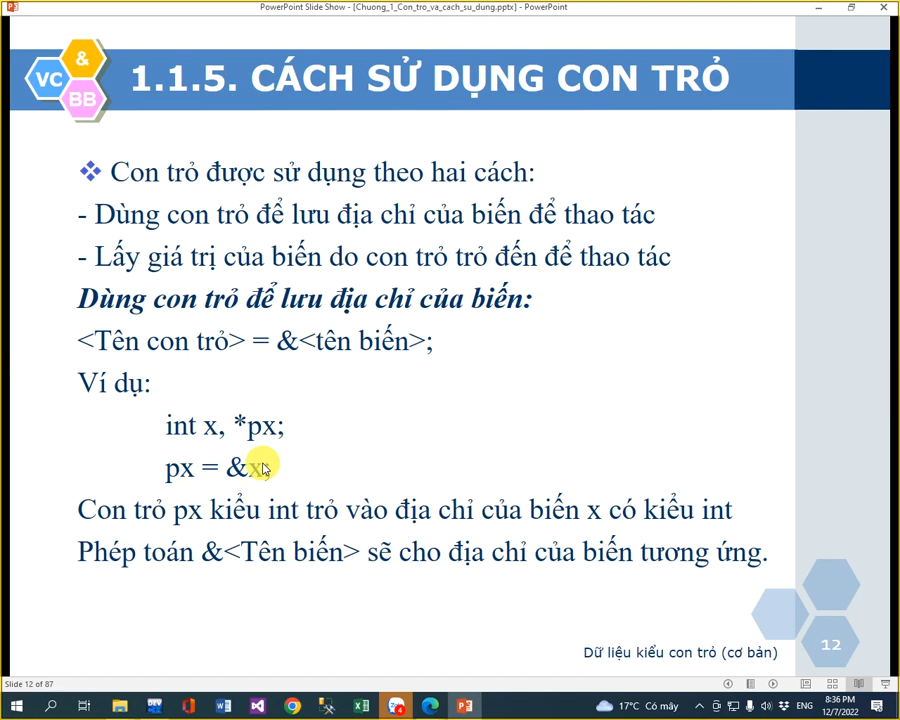 PowerPoint Slide Show - [Chuong_1_Con_tro_va_cach_su_dung.pptx] - PowerPoint
VC & BB
1.1.5. CÁCH SỬ DỤNG CON TRỎ
Con trỏ được sử dụng theo hai cách:
- Dùng con trỏ để lưu địa chỉ của biến để thao tác
- Lấy giá trị của biến do con trỏ trỏ đến để thao tác
Dùng con trỏ để lưu địa chỉ của biến:
<Tên con trỏ> = &<tên biến>;
Ví dụ:
int x, *px;
px = &x;
Con trỏ px kiểu int trỏ vào địa chỉ của biến x có kiểu int
Phép toán &<Tên biến> sẽ cho địa chỉ của biến tương ứng.
12
Dữ liệu kiểu con trỏ (cơ bản)
Slide 12 of 87
17°C Có mây
ENG
8:36 PM
12/7/2022